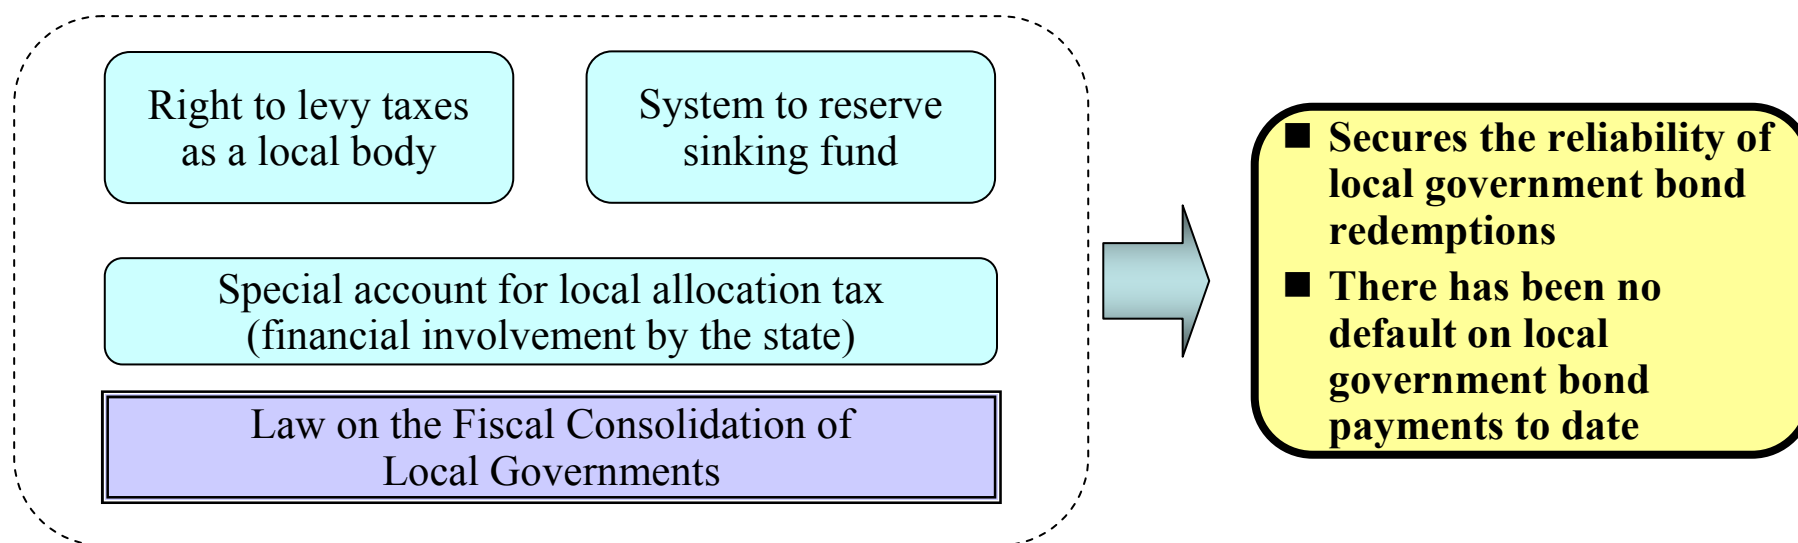 Right to levy taxes
as a local body
System to reserve
sinking fund
Special account for local allocation tax
(financial involvement by the state)
Law on the Fiscal Consolidation of
Local Governments
■ Secures the reliability of
local government bond
redemptions
■ There has been no
default on local
government bond
payments to date